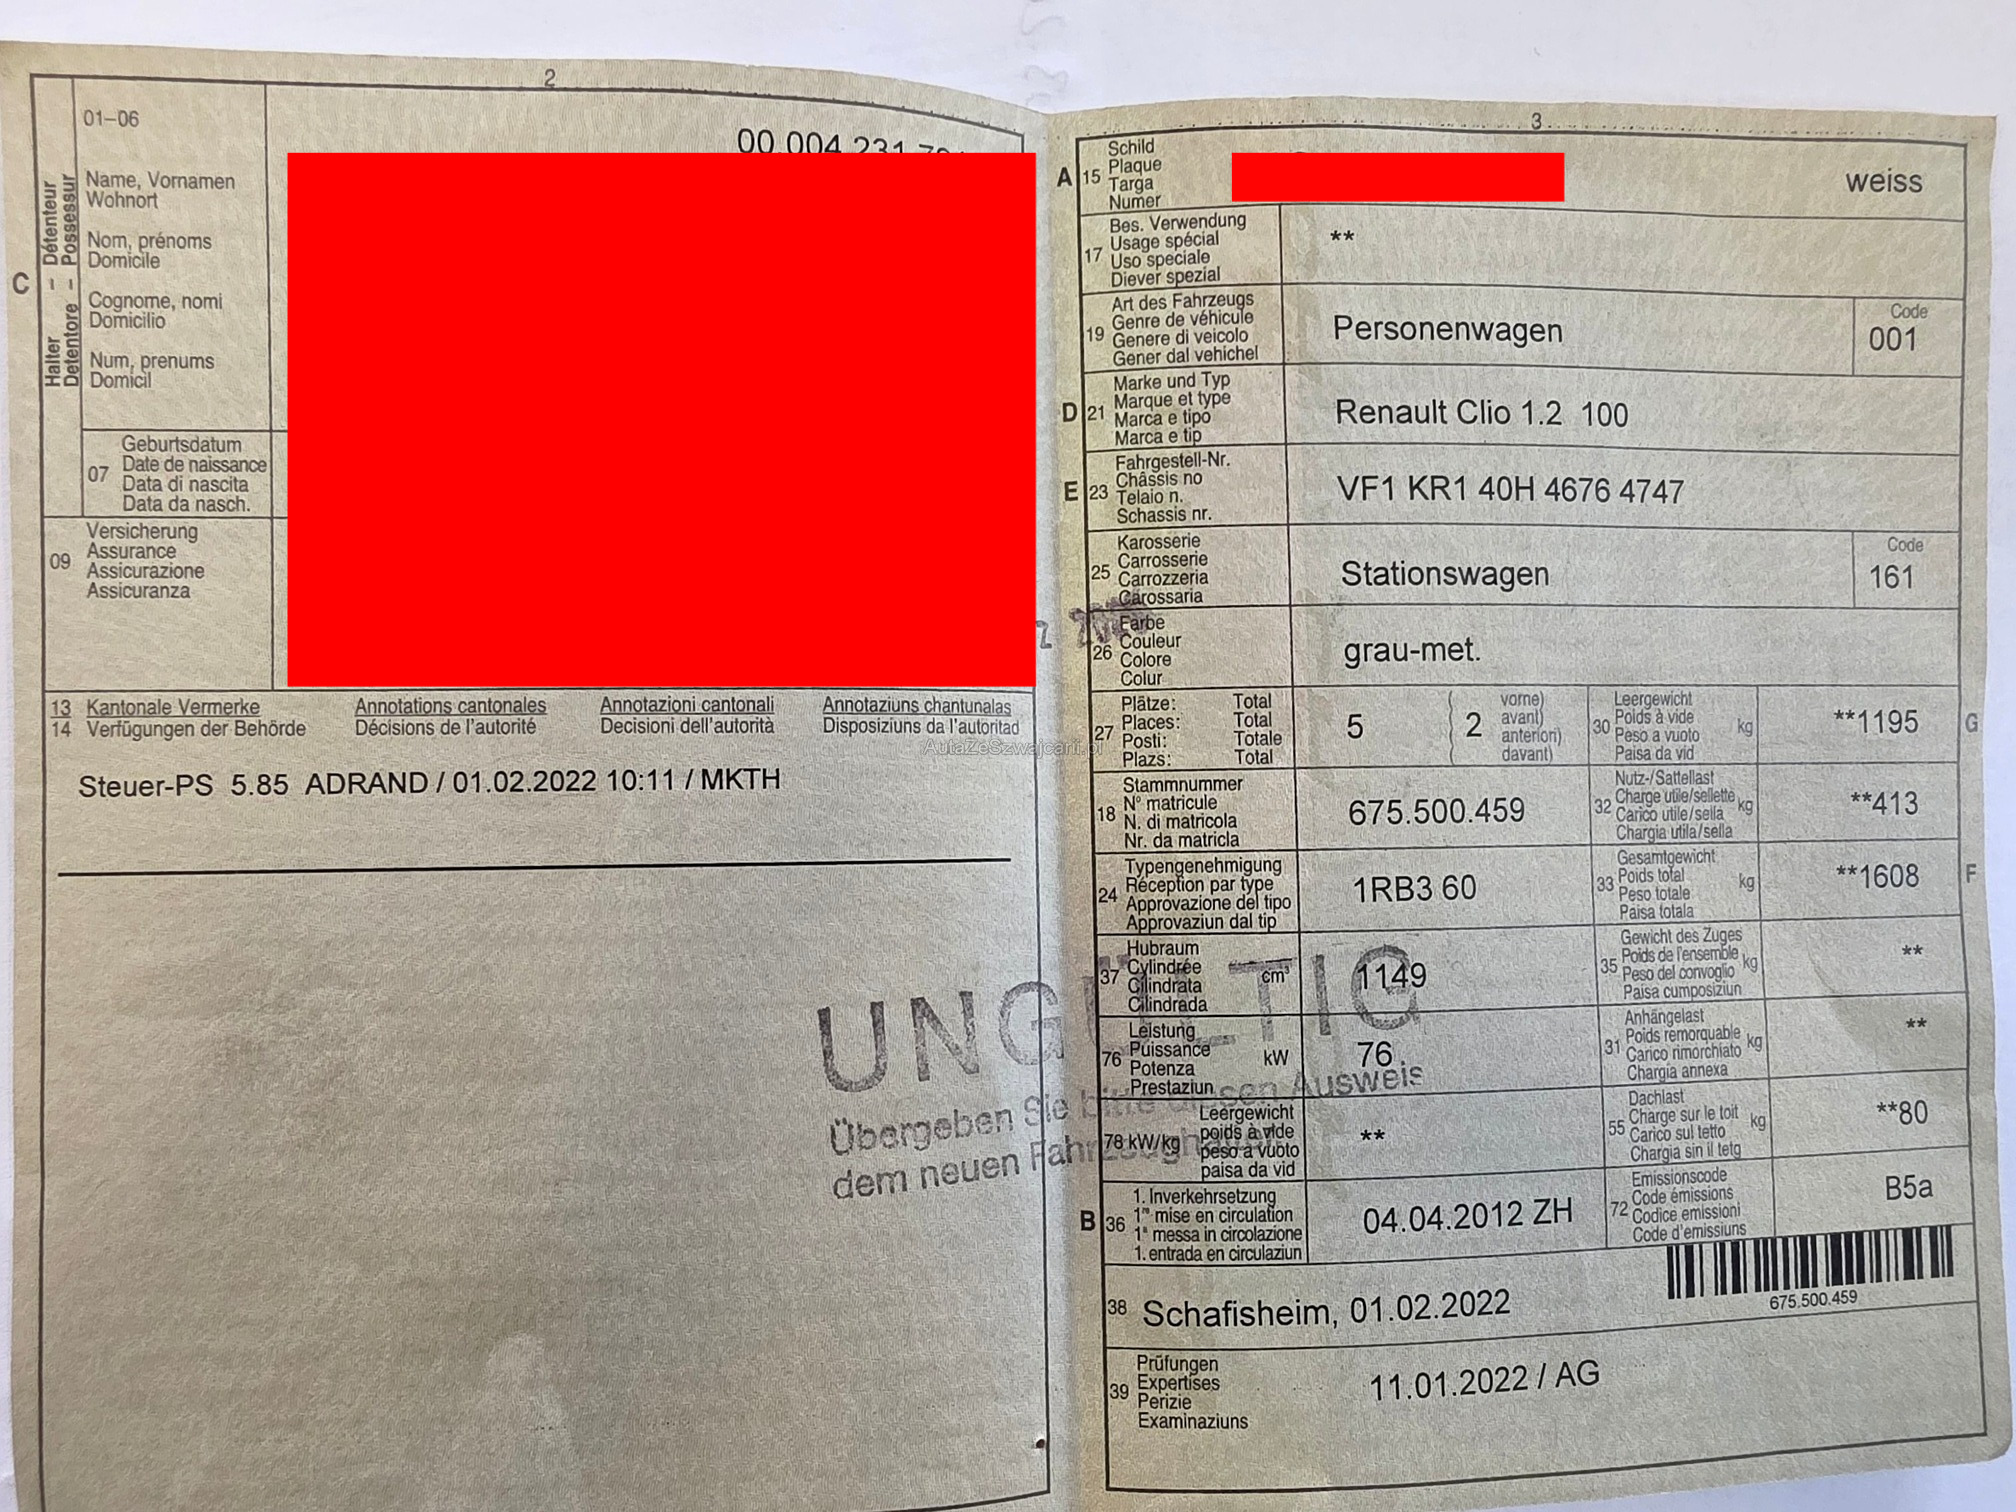 2
01–06
00.004.231
Halter – Détenteur
Detentore – Possessur
C
Name, Vornamen
Wohnort
Nom, prénoms
Domicile
Cognome, nomi
Domicilio
Num, prenums
Domicil
07
Geburtsdatum
Date de naissance
Data di nascita
Data da nasch.
09
Versicherung
Assurance
Assicurazione
Assicuranza
13 Kantonale Vermerke Annotations cantonales Annotazioni cantonali Annotaziuns chantunalas
14 Verfügungen der Behörde Décisions de l'autorité Decisioni dell'autorità Disposiziuns da l'autoritad
AutaZeSzwajcarii.pl
Steuer-PS 5.85 ADRAND / 01.02.2022 10:11 / MKTH
UNGÜLTIG
Übergeben Sie bitte diesen Ausweis
dem neuen Fahrzeughalter
3
A 15
Schild
Plaque
Targa
Numer
weiss
17
Bes. Verwendung
Usage spécial
Uso speciale
Diever spezial
**
19
Art des Fahrzeugs
Genre de véhicule
Genere di veicolo
Gener dal vehichel
Personenwagen
Code
001
D 21
Marke und Typ
Marque et type
Marca e tipo
Marca e tip
Renault Clio 1.2 100
E 23
Fahrgestell-Nr.
Châssis no
Telaio n.
Schassis nr.
VF1 KR1 40H 4676 4747
25
Karosserie
Carrosserie
Carrozzeria
Carossaria
Stationswagen
Code
161
26
Farbe
Couleur
Colore
Colur
grau-met.
27
Plätze: Total
Places: Total
Posti: Totale
Plazs: Total
5
( 2
vorne)
avant)
anteriori)
davant)
30
Leergewicht
Poids à vide
Peso a vuoto
Paisa da vid
kg
**1195
G
18
Stammnummer
N° matricule
N. di matricola
Nr. da matricla
675.500.459
32
Nutz-/Sattellast
Charge utile/sellette
Carico utile/sella
Chargia utila/sella
kg
**413
24
Typengenehmigung
Réception par type
Approvazione del tipo
Approvaziun dal tip
1RB3 60
33
Gesamtgewicht
Poids total
Peso totale
Paisa totala
kg
**1608
F
37
Hubraum
Cylindrée
Cilindrata
Cilindrada
cm³
1149
35
Gewicht des Zuges
Poids de l'ensemble
Peso del convoglio
Paisa cumposiziun
kg
**
76
Leistung
Puissance
Potenza
Prestaziun
kW
76
31
Anhängelast
Poids remorquable
Carico rimorchiato
Chargia annexa
kg
**
78 kW/kg
Leergewicht
poids à vide
peso a vuoto
paisa da vid
**
55
Dachlast
Charge sur le toit
Carico sul tetto
Chargia sin il tetg
kg
**80
B 36
1. Inverkehrsetzung
1re mise en circulation
1a messa in circolazione
1. entrada en circulaziun
04.04.2012 ZH
72
Emissionscode
Code émissions
Codice emissioni
Code d'emissiuns
B5a
675.500.459
38 Schafisheim, 01.02.2022
39
Prüfungen
Expertises
Perizie
Examinaziuns
11.01.2022 / AG